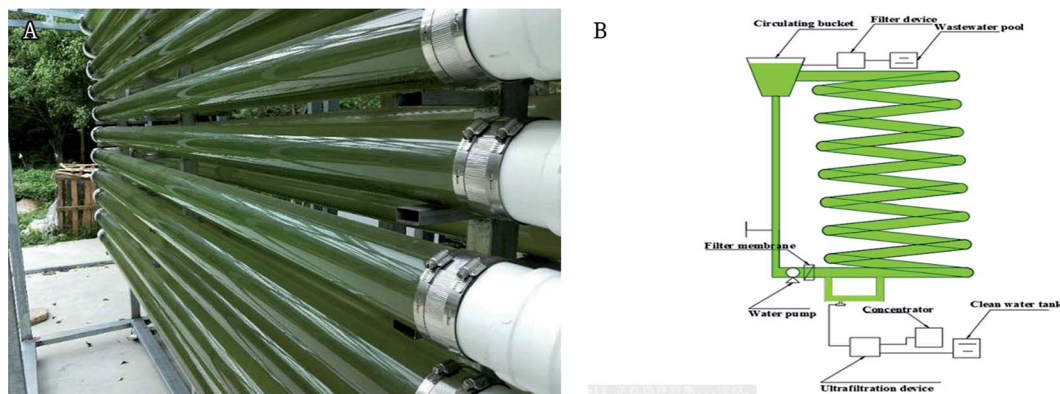 A
B
Circulating bucket
Filter device
Wastewater pool
Filter membrane
Water pump
Concentrator
Clean water tank
Ultrafiltration device